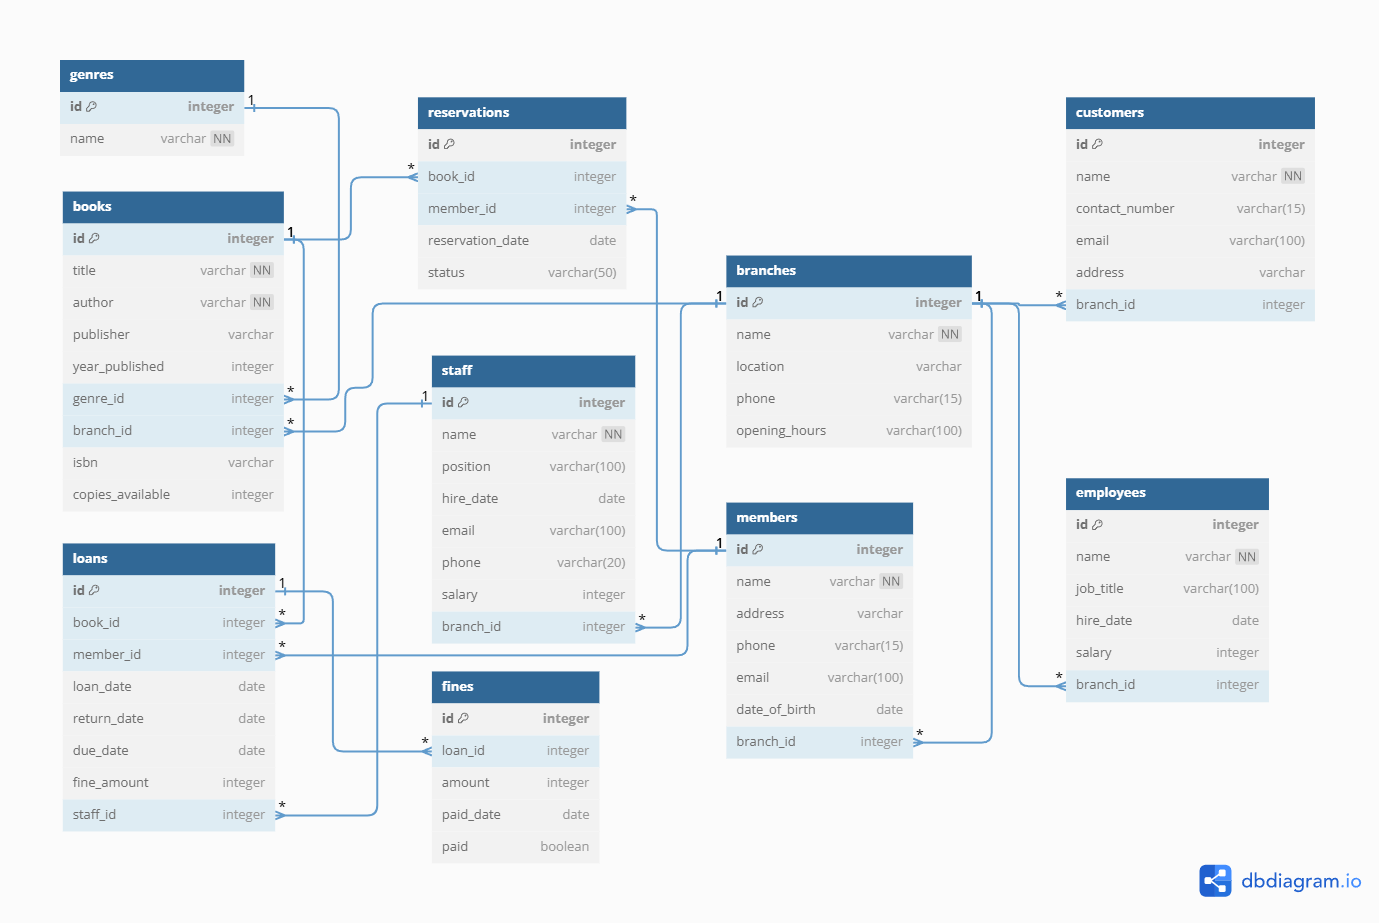 genres
id integer
name varchar NN
1
books
id integer
title varchar NN
author varchar NN
publisher varchar
year_published integer
genre_id integer
branch_id integer
isbn varchar
copies_available integer
1
*
*
loans
id integer
book_id integer
member_id integer
loan_date date
return_date date
due_date date
fine_amount integer
staff_id integer
1
*
*
*
reservations
id integer
book_id integer
member_id integer
reservation_date date
status varchar(50)
*
*
staff
id integer
name varchar NN
position varchar(100)
hire_date date
email varchar(100)
phone varchar(20)
salary integer
branch_id integer
1
*
fines
id integer
loan_id integer
amount integer
paid_date date
paid boolean
*
branches
id integer
name varchar NN
location varchar
phone varchar(15)
opening_hours varchar(100)
1
1
members
id integer
name varchar NN
address varchar
phone varchar(15)
email varchar(100)
date_of_birth date
branch_id integer
1
*
customers
id integer
name varchar NN
contact_number varchar(15)
email varchar(100)
address varchar
branch_id integer
*
employees
id integer
name varchar NN
job_title varchar(100)
hire_date date
salary integer
branch_id integer
*
dbdiagram.io